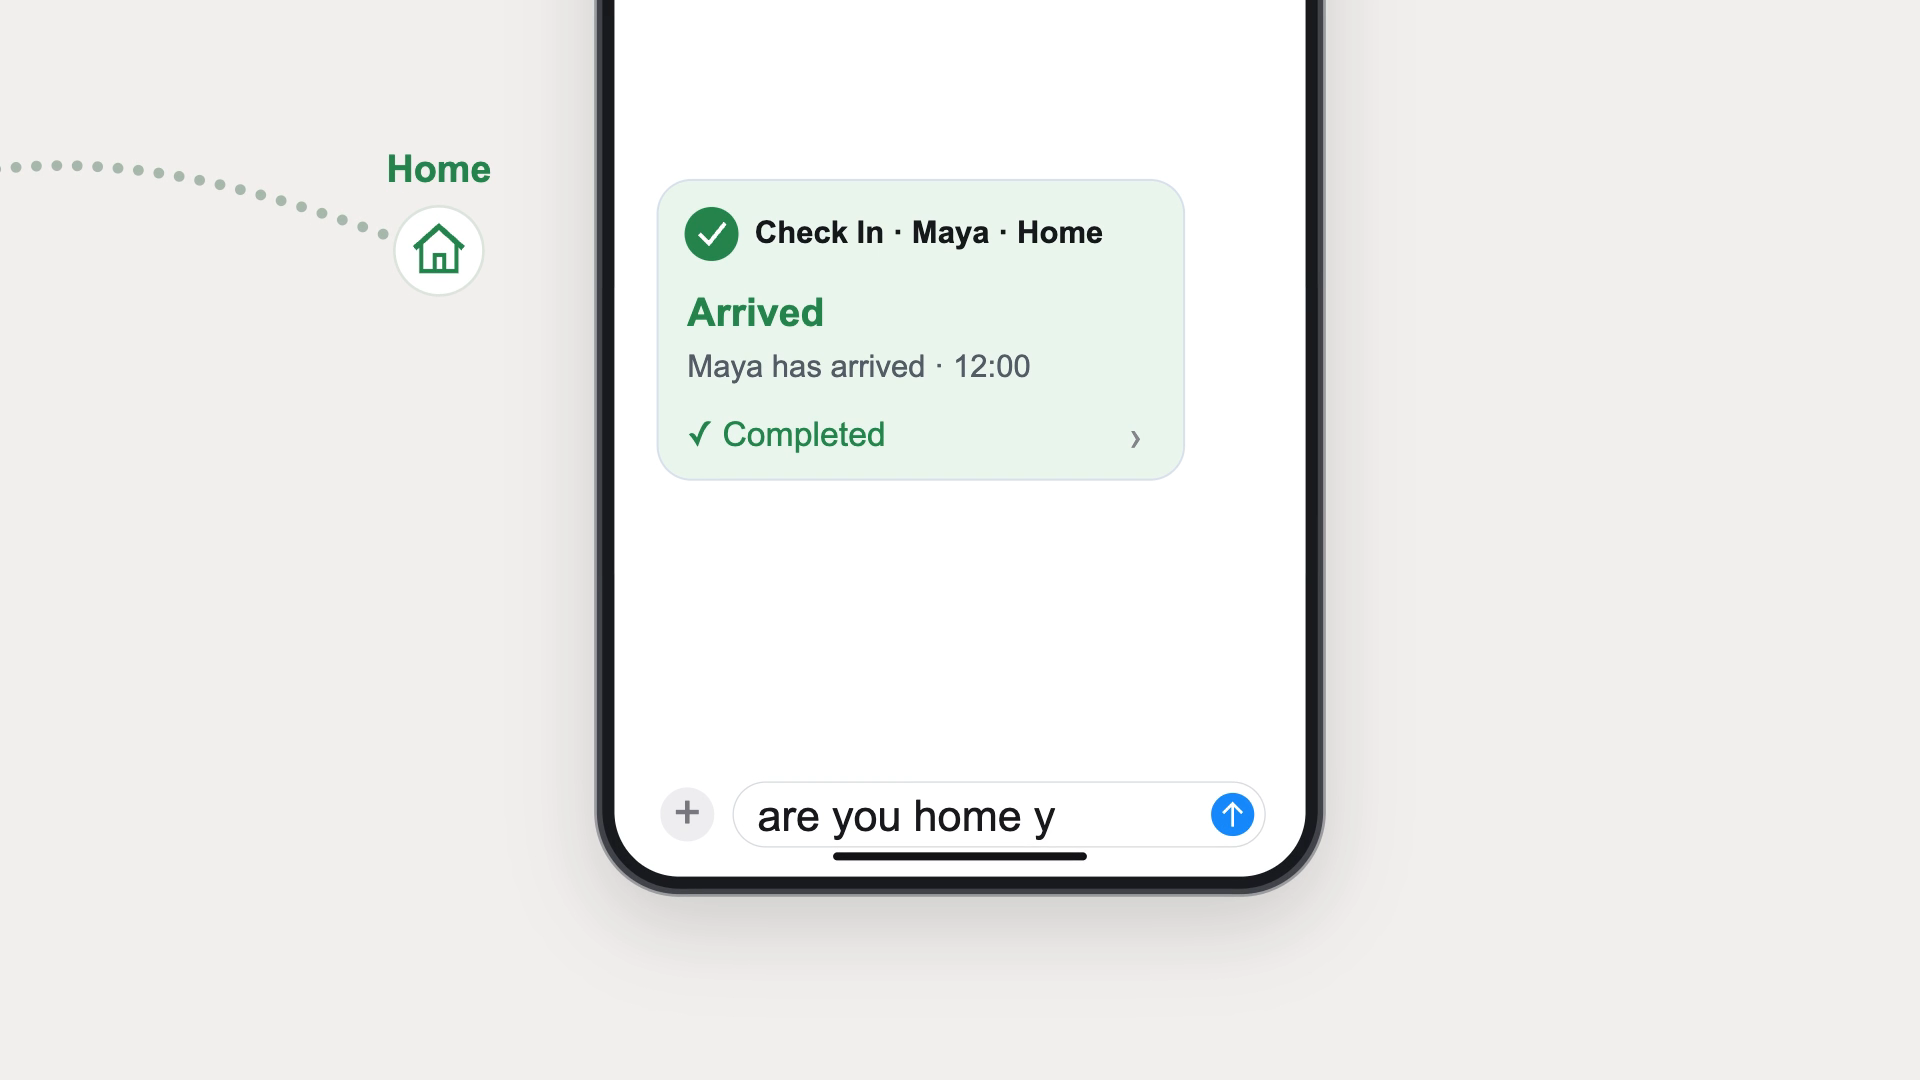 Home
Check In · Maya · Home
Arrived
Maya has arrived · 12:00
✓ Completed
are you home y